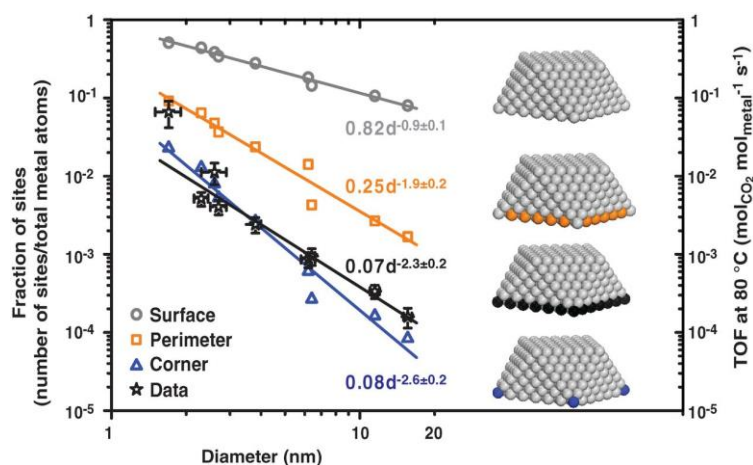 Fraction of sites
(number of sites/total metal atoms)
1
10⁻¹
10⁻²
10⁻³
10⁻⁴
10⁻⁵
0.82d⁻⁰·⁹±⁰·¹
0.25d⁻¹·⁹±⁰·²
0.07d⁻²·³±⁰·²
0.08d⁻²·⁶±⁰·²
Surface
Perimeter
Corner
Data
1
10
20
Diameter (nm)
1
10⁻¹
10⁻²
10⁻³
10⁻⁴
10⁻⁵
TOF at 80 °C (mol_CO₂ mol_metal⁻¹ s⁻¹)